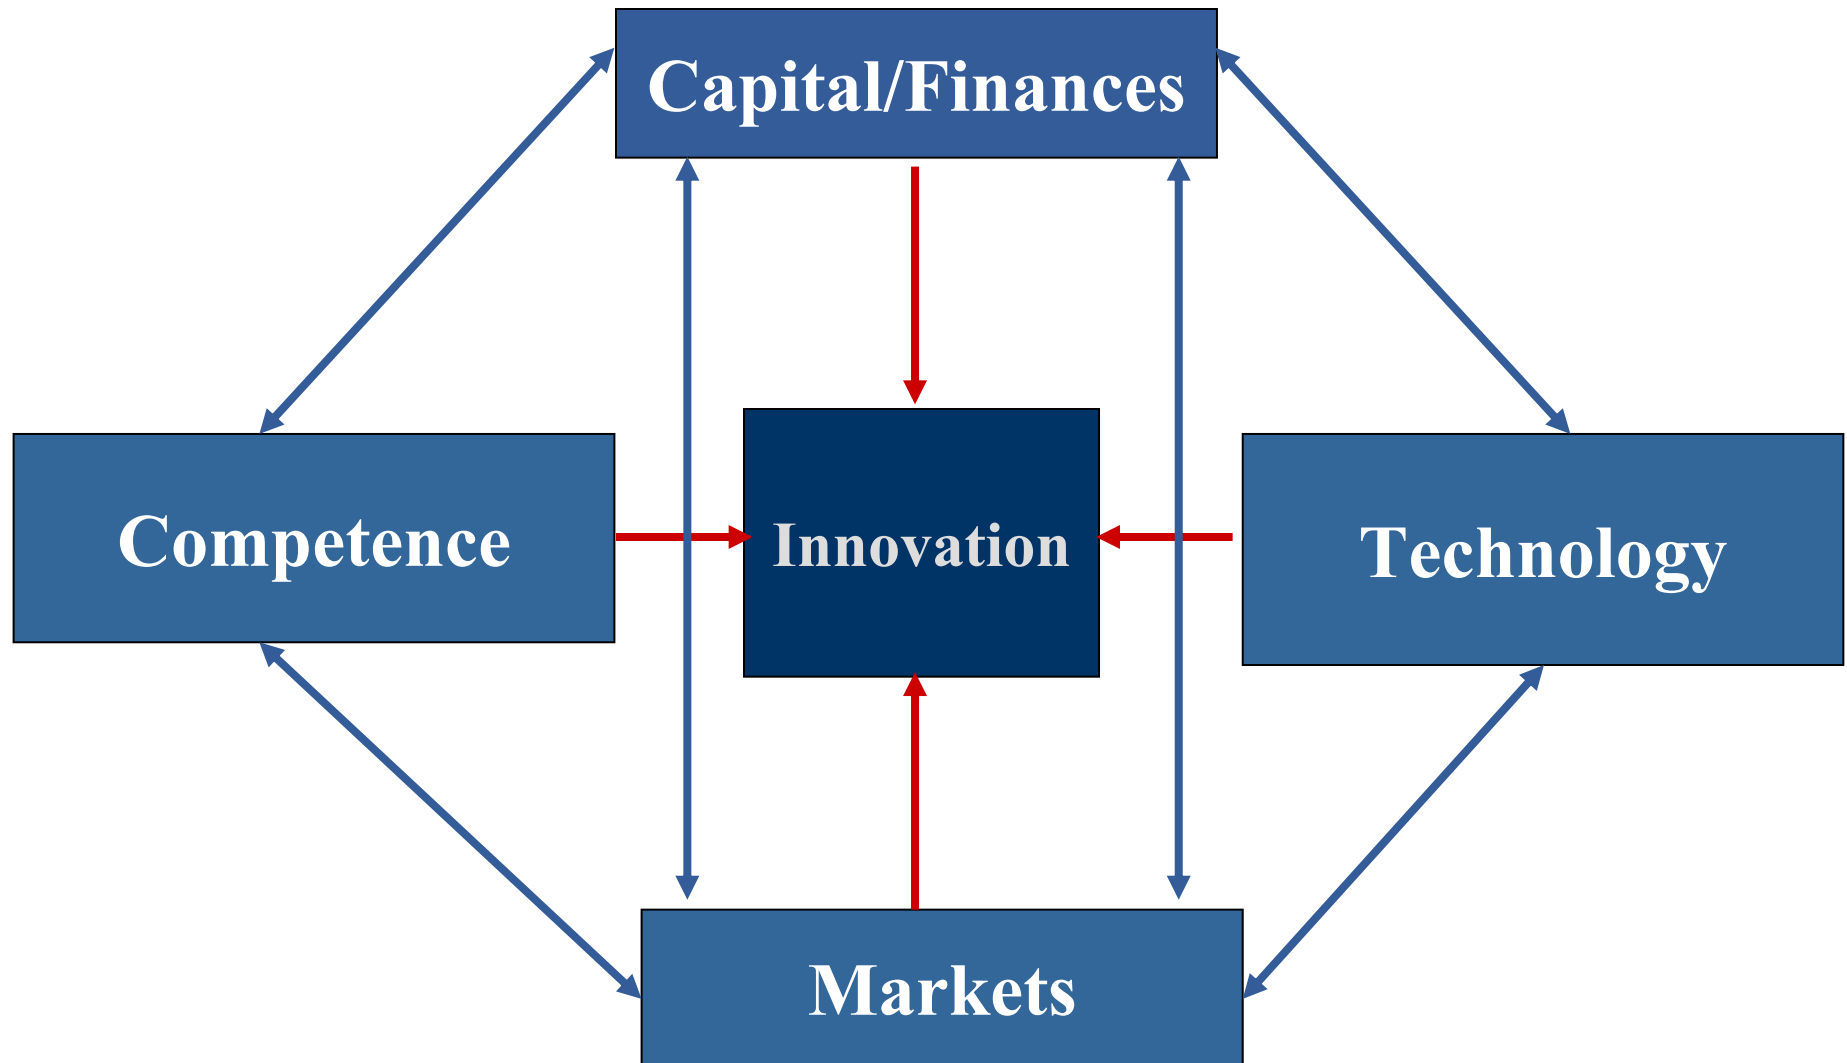 Capital/Finances
Competence
Innovation
Technology
Markets